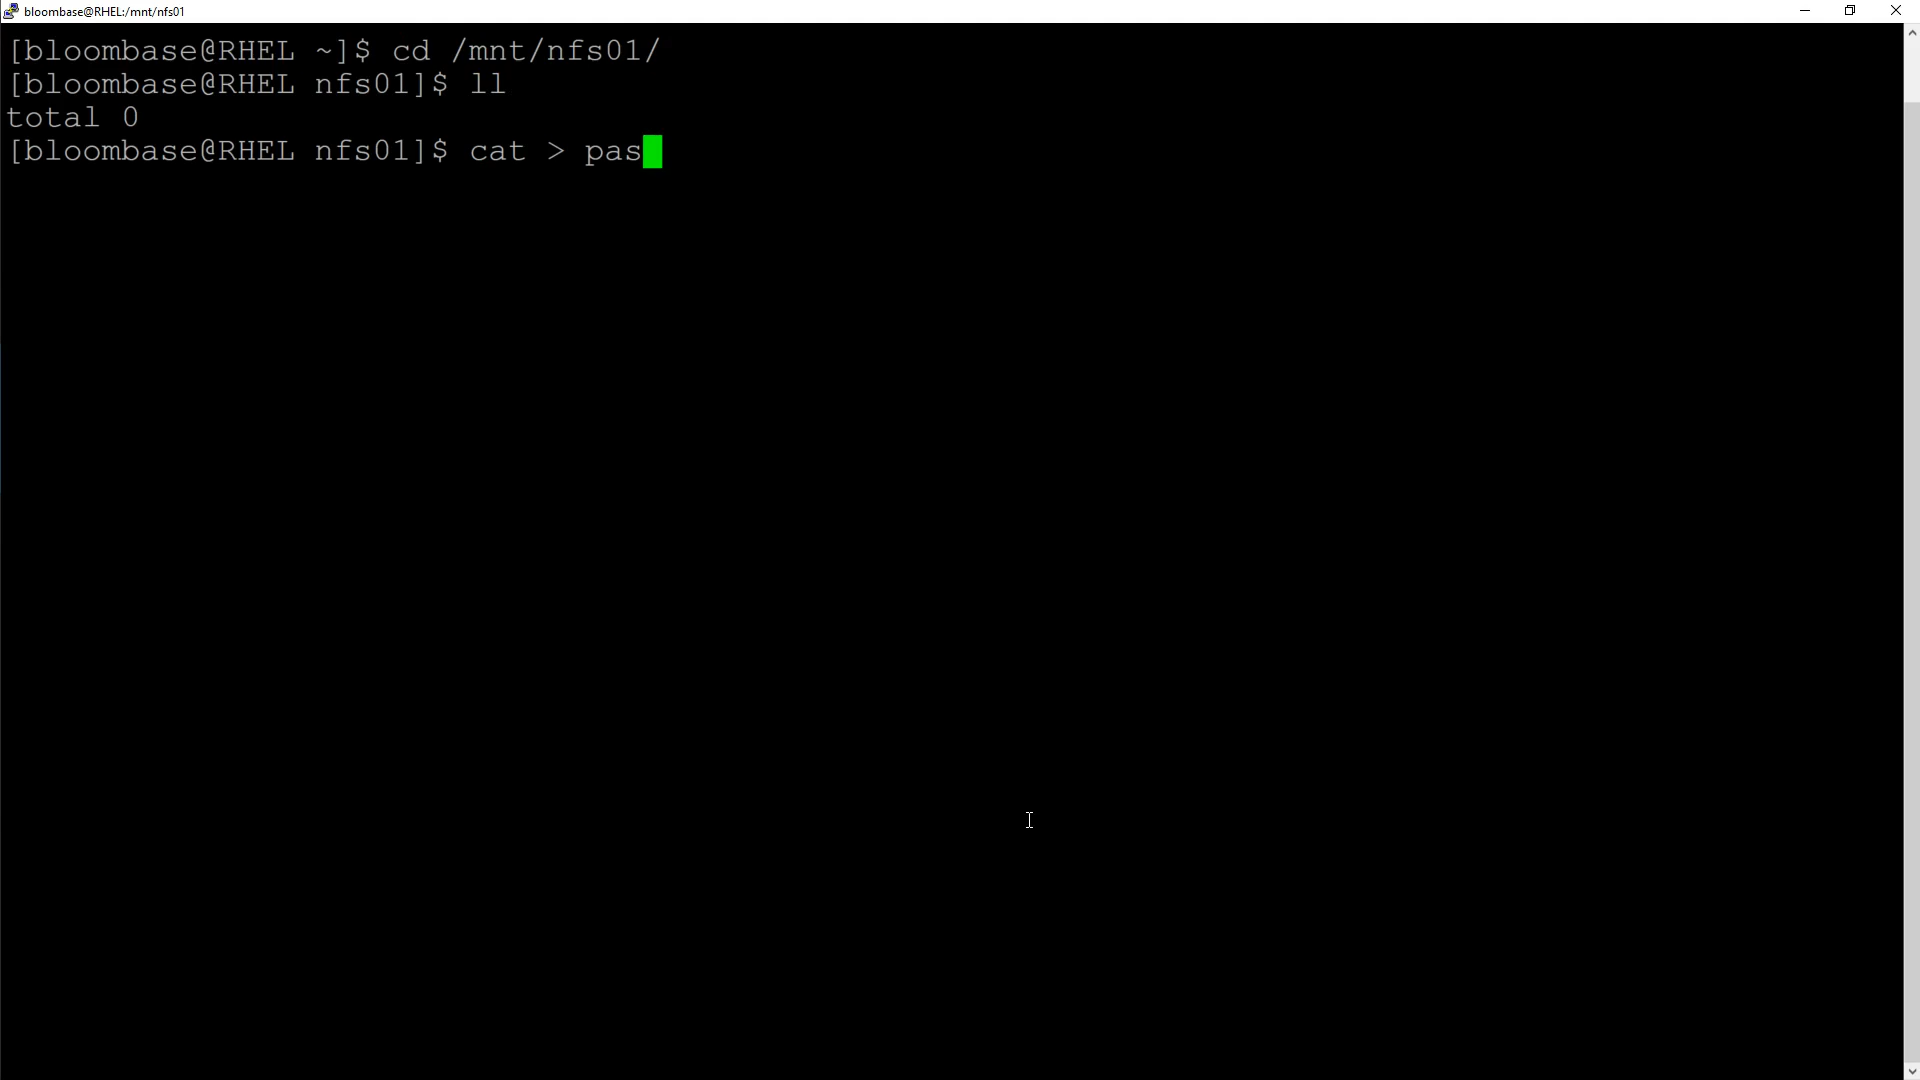 bloombase@RHEL:/mnt/nfs01
[bloombase@RHEL ~]$ cd /mnt/nfs01/
[bloombase@RHEL nfs01]$ ll
total 0
[bloombase@RHEL nfs01]$ cat > pas